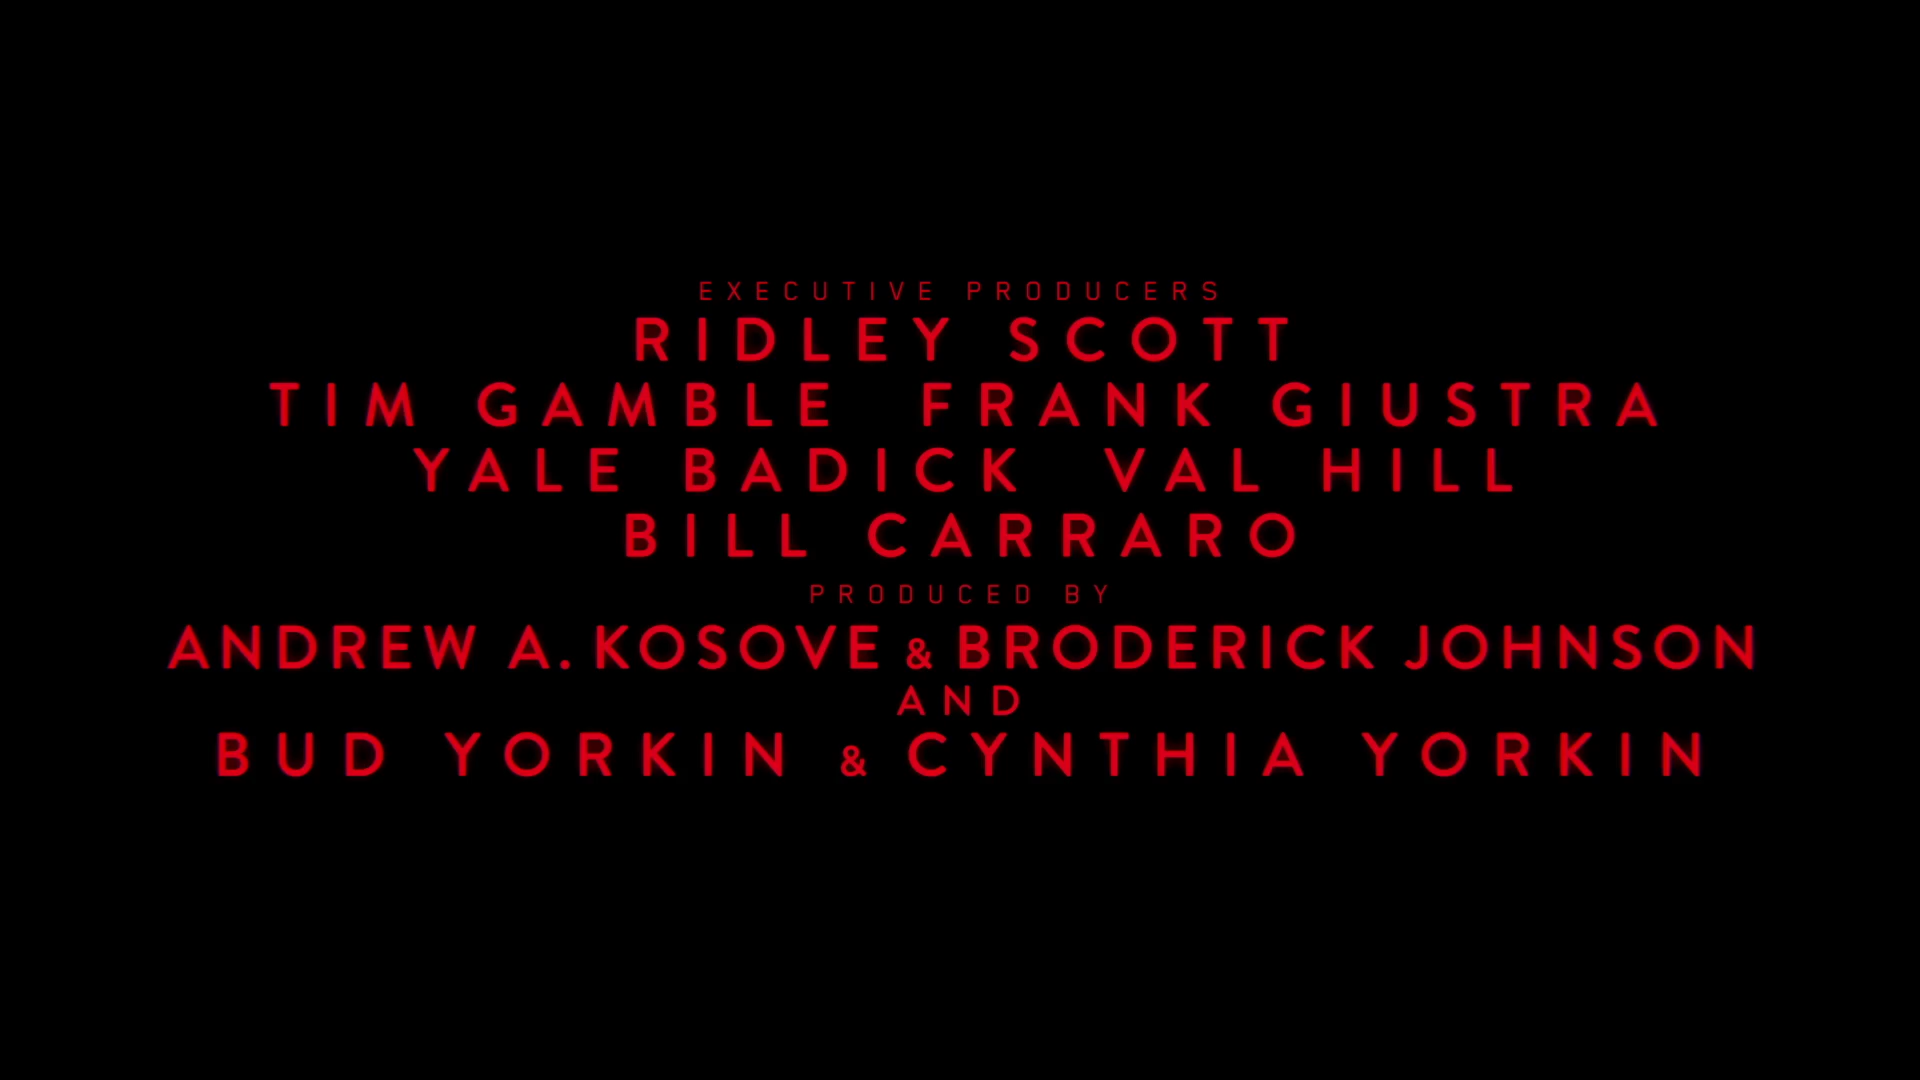 EXECUTIVE PRODUCERS
RIDLEY SCOTT
TIM GAMBLE FRANK GIUSTRA
YALE BADICK VAL HILL
BILL CARRARO
PRODUCED BY
ANDREW A. KOSOVE & BRODERICK JOHNSON
AND
BUD YORKIN & CYNTHIA YORKIN